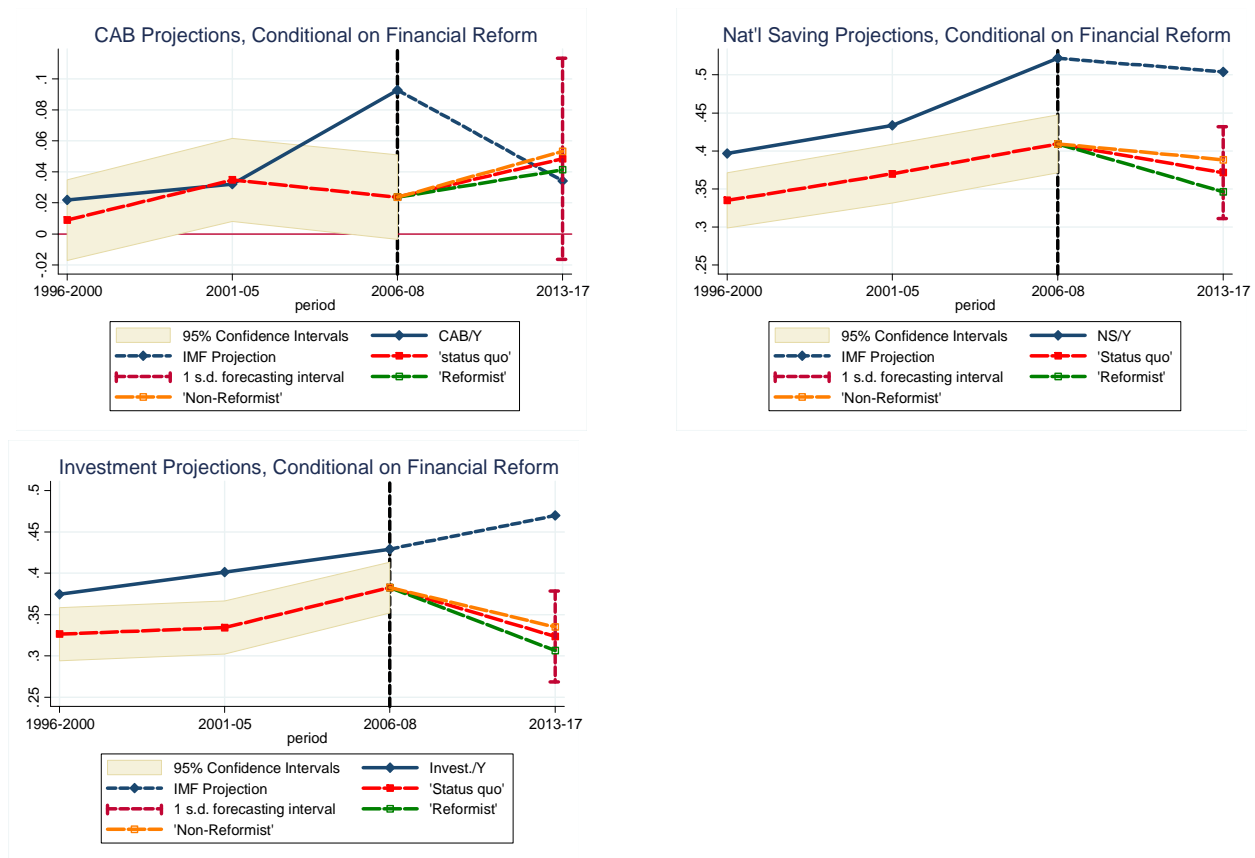 CAB Projections, Conditional on Financial Reform
.1
.08
.06
.04
.02
0
-.02
1996-2000 2001-05 2006-08 2013-17
period
95% Confidence Intervals CAB/Y
IMF Projection 'status quo'
1 s.d. forecasting interval 'Reformist'
'Non-Reformist'
Nat'l Saving Projections, Conditional on Financial Reform
.5
.45
.4
.35
.3
.25
1996-2000 2001-05 2006-08 2013-17
period
95% Confidence Intervals NS/Y
IMF Projection 'Status quo'
1 s.d. forecasting interval 'Reformist'
'Non-Reformist'
Investment Projections, Conditional on Financial Reform
.5
.45
.4
.35
.3
.25
1996-2000 2001-05 2006-08 2013-17
period
95% Confidence Intervals Invest./Y
IMF Projection 'Status quo'
1 s.d. forecasting interval 'Reformist'
'Non-Reformist'